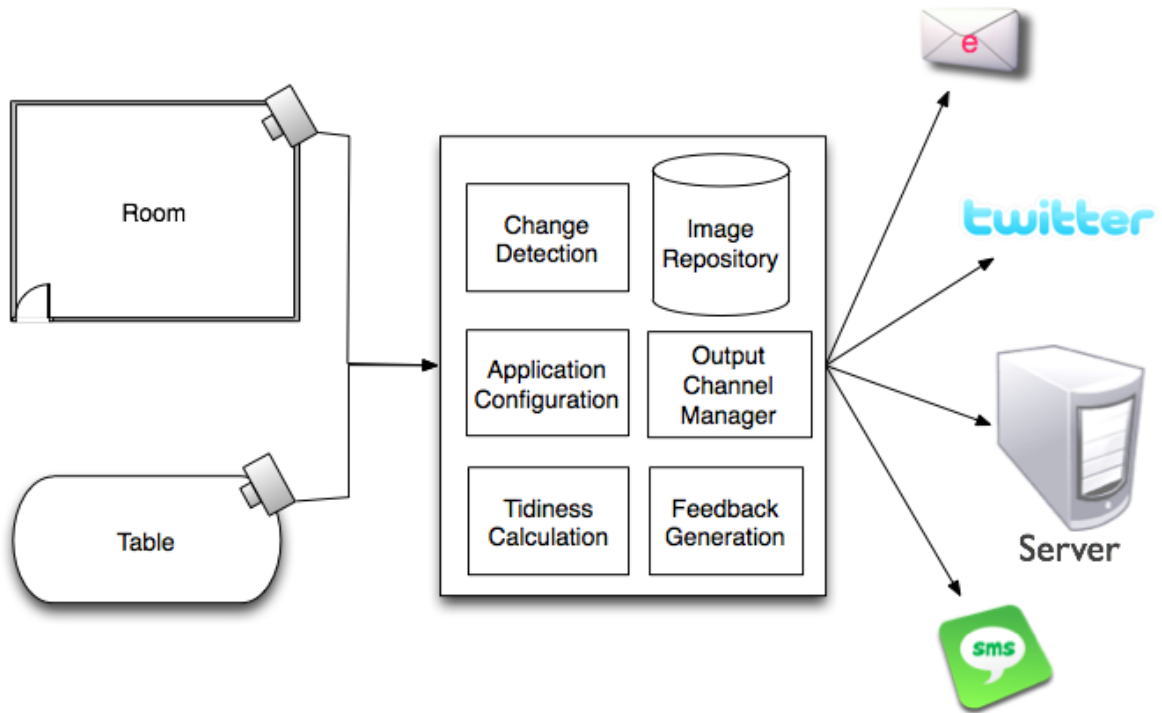 e
Room
twitter
Change
Detection
Image
Repository
Application
Configuration
Output
Channel
Manager
Table
Tidiness
Calculation
Feedback
Generation
Server
sms